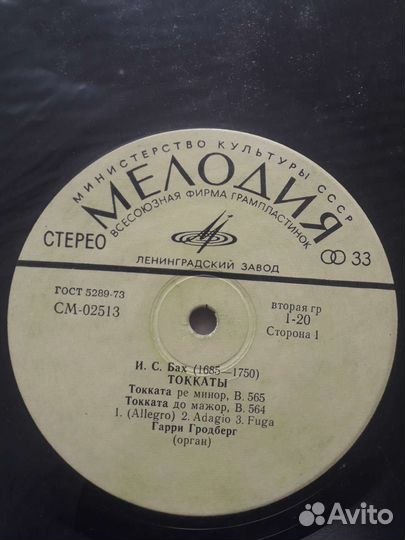 МИНИСТЕРСТВО КУЛЬТУРЫ СССР
МЕЛОДИЯ
ВСЕСОЮЗНАЯ ФИРМА ГРАМПЛАСТИНОК
СТЕРЕО
33
ЛЕНИНГРАДСКИЙ ЗАВОД
ГОСТ 5289-73
СМ-02513
вторая гр
1-20
Сторона 1
И. С. Бах (1685—1750)
ТОККАТЫ
Токката ре минор, В. 565
Токката до мажор, В. 564
1. (Allegro) 2. Adagio 3. Fuga
Гарри Гродберг
(орган)
Avito